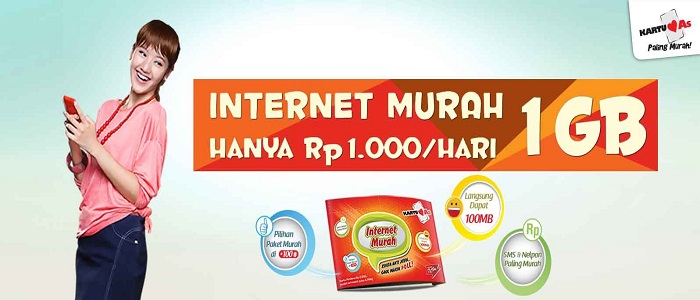 KARTU As
Paling Murah!
INTERNET MURAH
HANYA Rp 1.000/HARI
1GB
Pilihan
Paket Murah
di *100#
KARTU As
Internet
Murah
Langsung
Dapat
100MB
Rp
SMS & Nelpon
Paling Murah